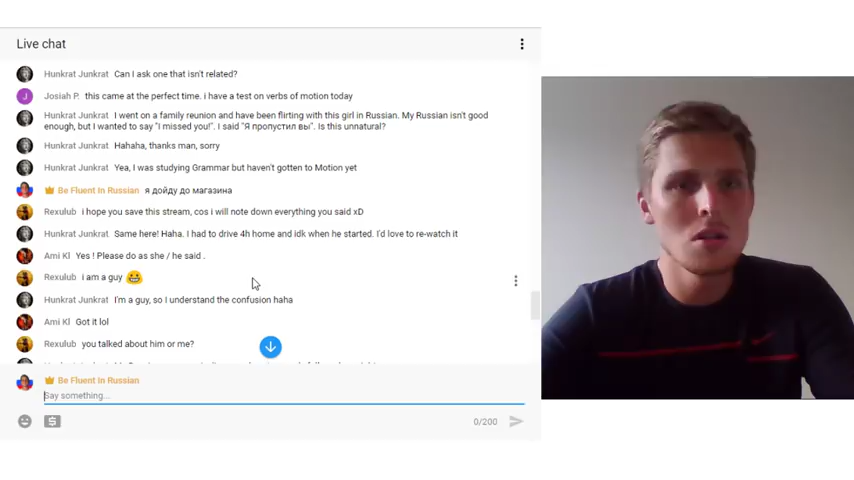 Live chat
Hunkrat Junkrat Can I ask one that isn't related?
J
Josiah P. this came at the perfect time. i have a test on verbs of motion today
Hunkrat Junkrat I went on a family reunion and have been flirting with this girl in Russian. My Russian isn't good
enough, but I wanted to say "I missed you!". I said "Я пропустил вы". Is this unnatural?
Hunkrat Junkrat Hahaha, thanks man, sorry
Hunkrat Junkrat Yea, I was studying Grammar but haven't gotten to Motion yet
Be Fluent In Russian я дойду до магазина
Rexulub i hope you save this stream, cos i will note down everything you said xD
Hunkrat Junkrat Same here! Haha. I had to drive 4h home and idk when he started. I'd love to re-watch it
Ami Kl Yes ! Please do as she / he said .
Rexulub i am a guy 😁
Hunkrat Junkrat I'm a guy, so I understand the confusion haha
Ami Kl Got it lol
Rexulub you talked about him or me?
Be Fluent In Russian
Say something...
0/200